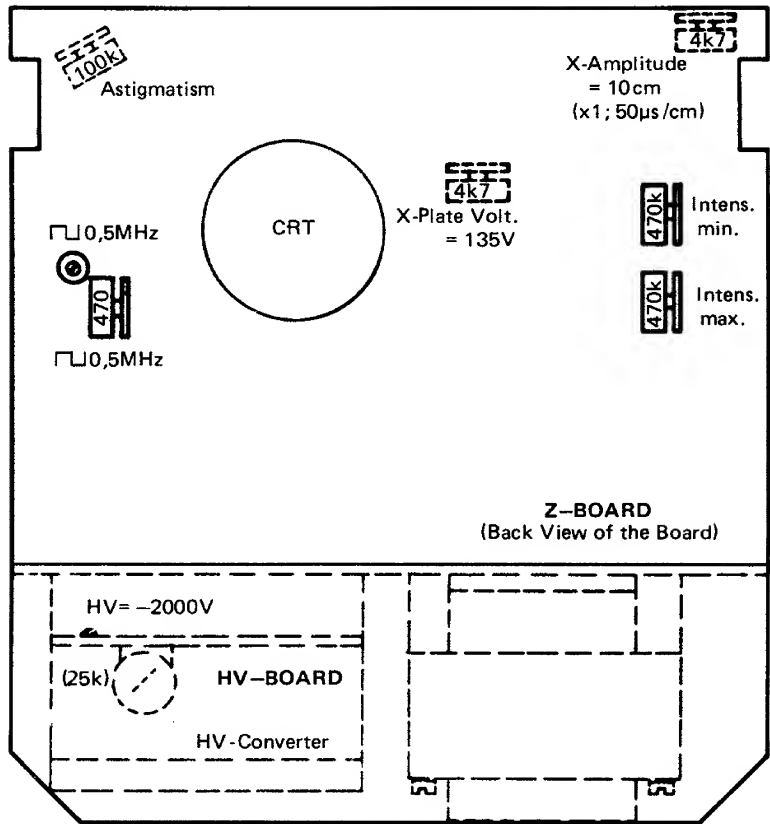 100k
Astigmatism
4k7
X-Amplitude
= 10cm
(x1; 50µs/cm)
CRT
4k7
X-Plate Volt.
= 135V
470k
Intens.
min.
470k
Intens.
max.
⊓⊔ 0,5MHz
470
⊓⊔ 0,5MHz
Z–BOARD
(Back View of the Board)
HV= –2000V
(25k)
HV–BOARD
HV-Converter